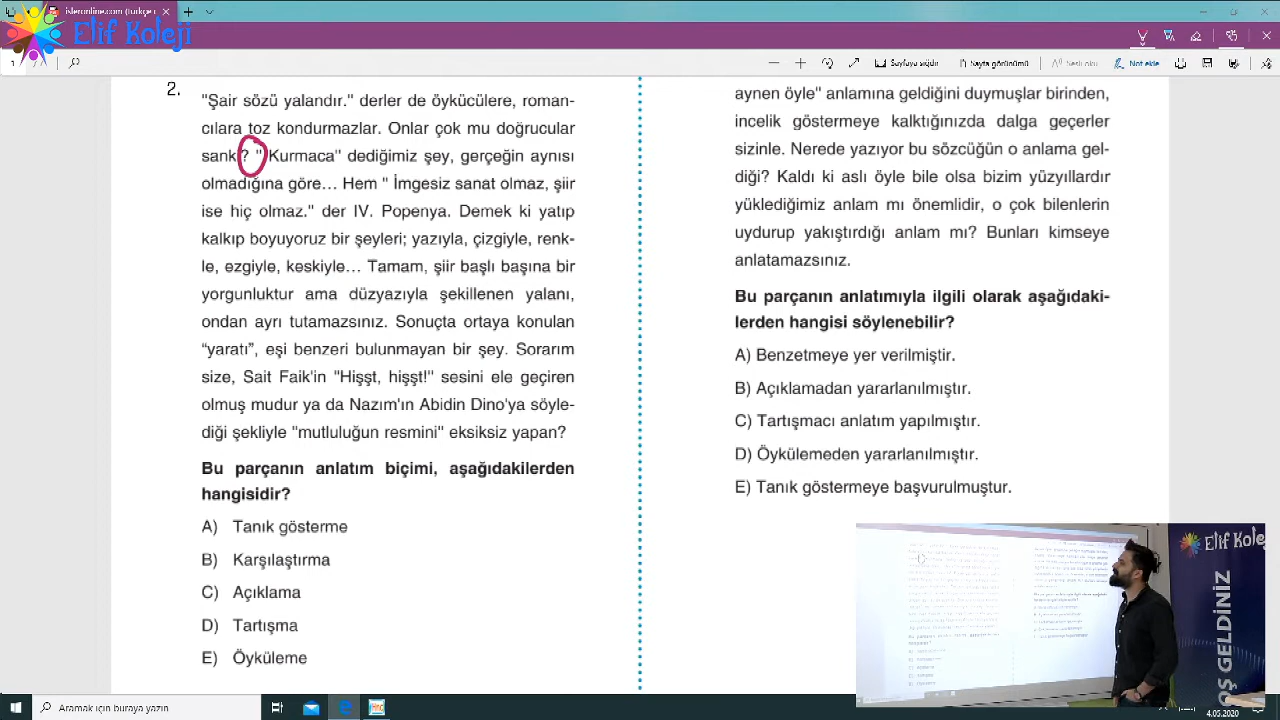 Elif Koleji
2.
"Şair sözü yalandır." derler de öykücülere, roman-
cılara toz kondurmazlar. Onlar çok mu doğrucular
sanki? " Kurmaca" dediğimiz şey, gerçeğin aynısı
olmadığına göre... Hem " İmgesiz sanat olmaz, şiir
ise hiç olmaz." der IV. Popenya. Demek ki yatıp
kalkıp boyuyoruz bir şeyleri; yazıyla, çizgiyle, renk-
le, ezgiyle, keskiyle... Tamam, şiir başlı başına bir
yorgunluktur ama düzyazıyla şekillenen yalanı,
ondan ayrı tutamazsınız. Sonuçta ortaya konulan
"yaratı", eşi benzeri bulunmayan bir şey. Sorarım
size, Sait Faik'in "Hişşt, hişşt!" sesini ele geçiren
olmuş mudur ya da Nazım'ın Abidin Dino'ya söyle-
diği şekliyle "mutluluğun resmini" eksiksiz yapan?
Bu parçanın anlatım biçimi, aşağıdakilerden
hangisidir?
A) Tanık gösterme
B) Karşılaştırma
C) Açıklama
D) Tartışma
E) Öyküleme
aynen öyle" anlamına geldiğini duymuşlar birinden,
incelik göstermeye kalktığınızda dalga geçerler
sizinle. Nerede yazıyor bu sözcüğün o anlama gel-
diği? Kaldı ki aslı öyle bile olsa bizim yüzyıllardır
yüklediğimiz anlam mı önemlidir, o çok bilenlerin
uydurup yakıştırdığı anlam mı? Bunları kimseye
anlatamazsınız.
Bu parçanın anlatımıyla ilgili olarak aşağıdaki-
lerden hangisi söylenebilir?
A) Benzetmeye yer verilmiştir.
B) Açıklamadan yararlanılmıştır.
C) Tartışmacı anlatım yapılmıştır.
D) Öykülemeden yararlanılmıştır.
E) Tanık göstermeye başvurulmuştur.
Sayfa görünümü
Not ekle
Elif Kole
OŞ GELDİNİZ
4.05.2020